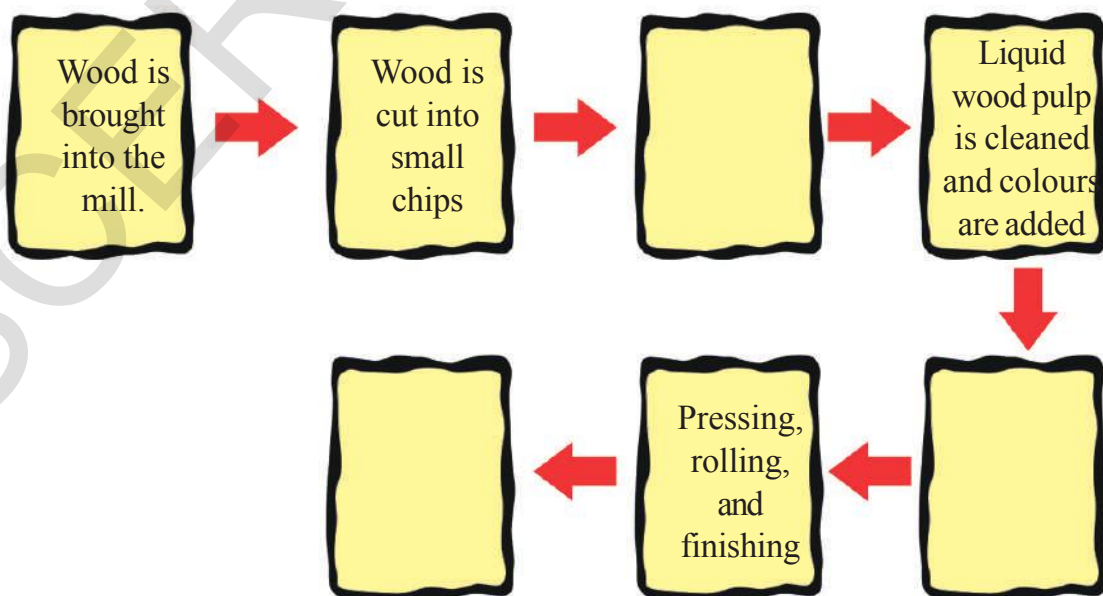 Wood is
brought
into the
mill.
Wood is
cut into
small
chips
Liquid
wood pulp
is cleaned
and colours
are added
Pressing,
rolling,
and
finishing